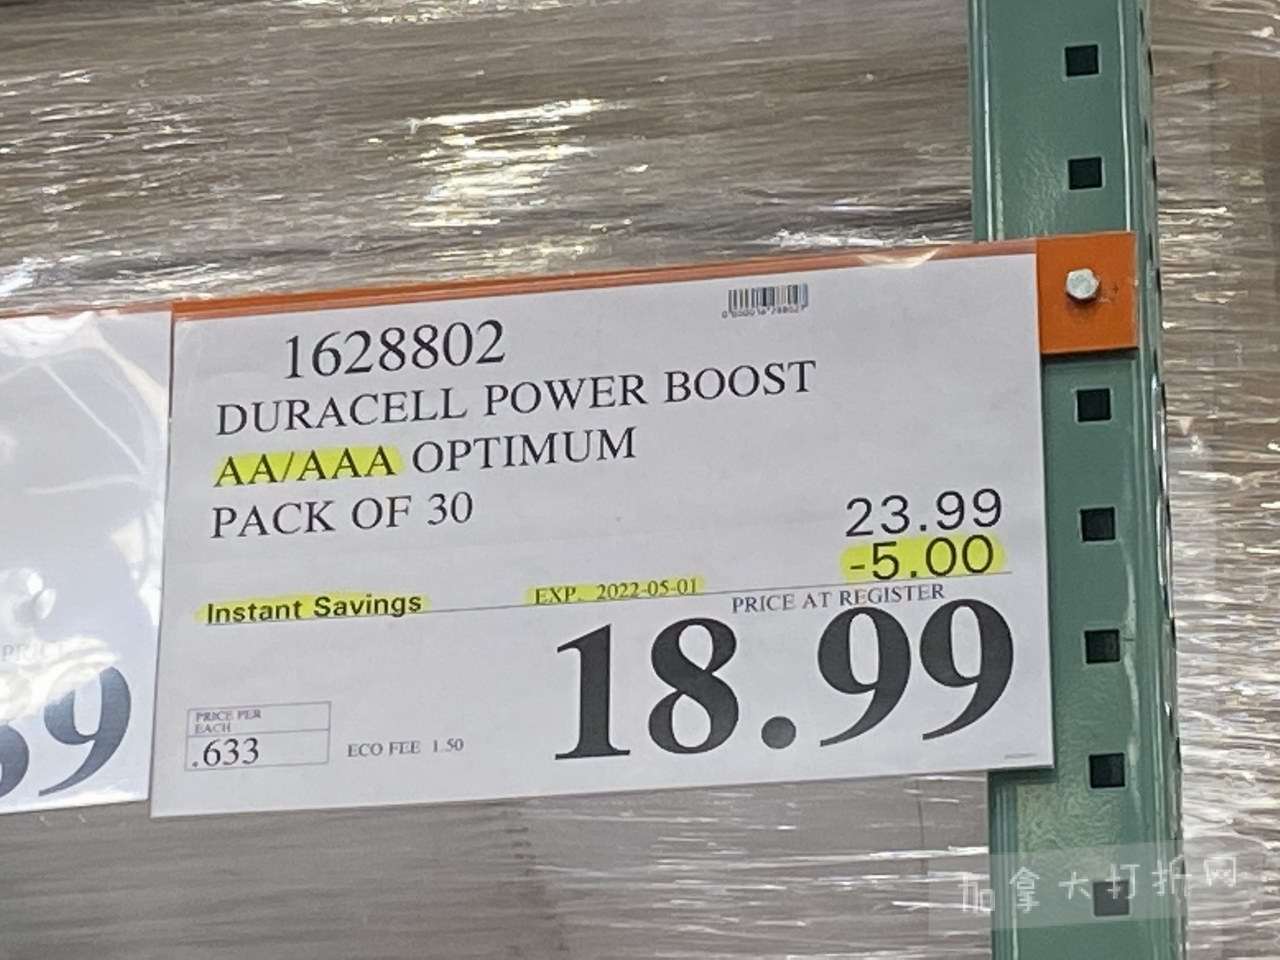 1628802
DURACELL POWER BOOST
AA/AAA OPTIMUM
PACK OF 30
23.99
-5.00
Instant Savings EXP. 2022-05-01 PRICE AT REGISTER
18.99
PRICE PER
EACH
.633
ECO FEE 1.50
99
加拿大打折网